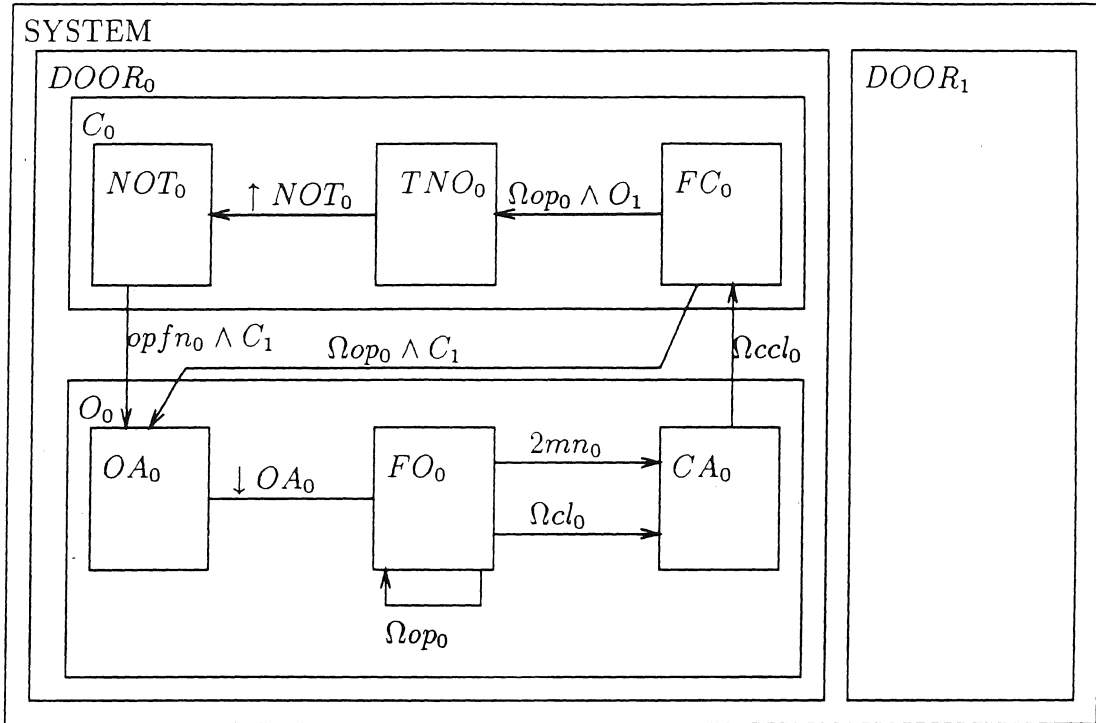 SYSTEM
DOOR₀
DOOR₁
C₀
NOT₀
↑ NOT₀
TNO₀
Ωop₀ ∧ O₁
FC₀
opfn₀ ∧ C₁
Ωop₀ ∧ C₁
Ωccl₀
O₀
OA₀
↓ OA₀
FO₀
2mn₀
CA₀
Ωcl₀
Ωop₀